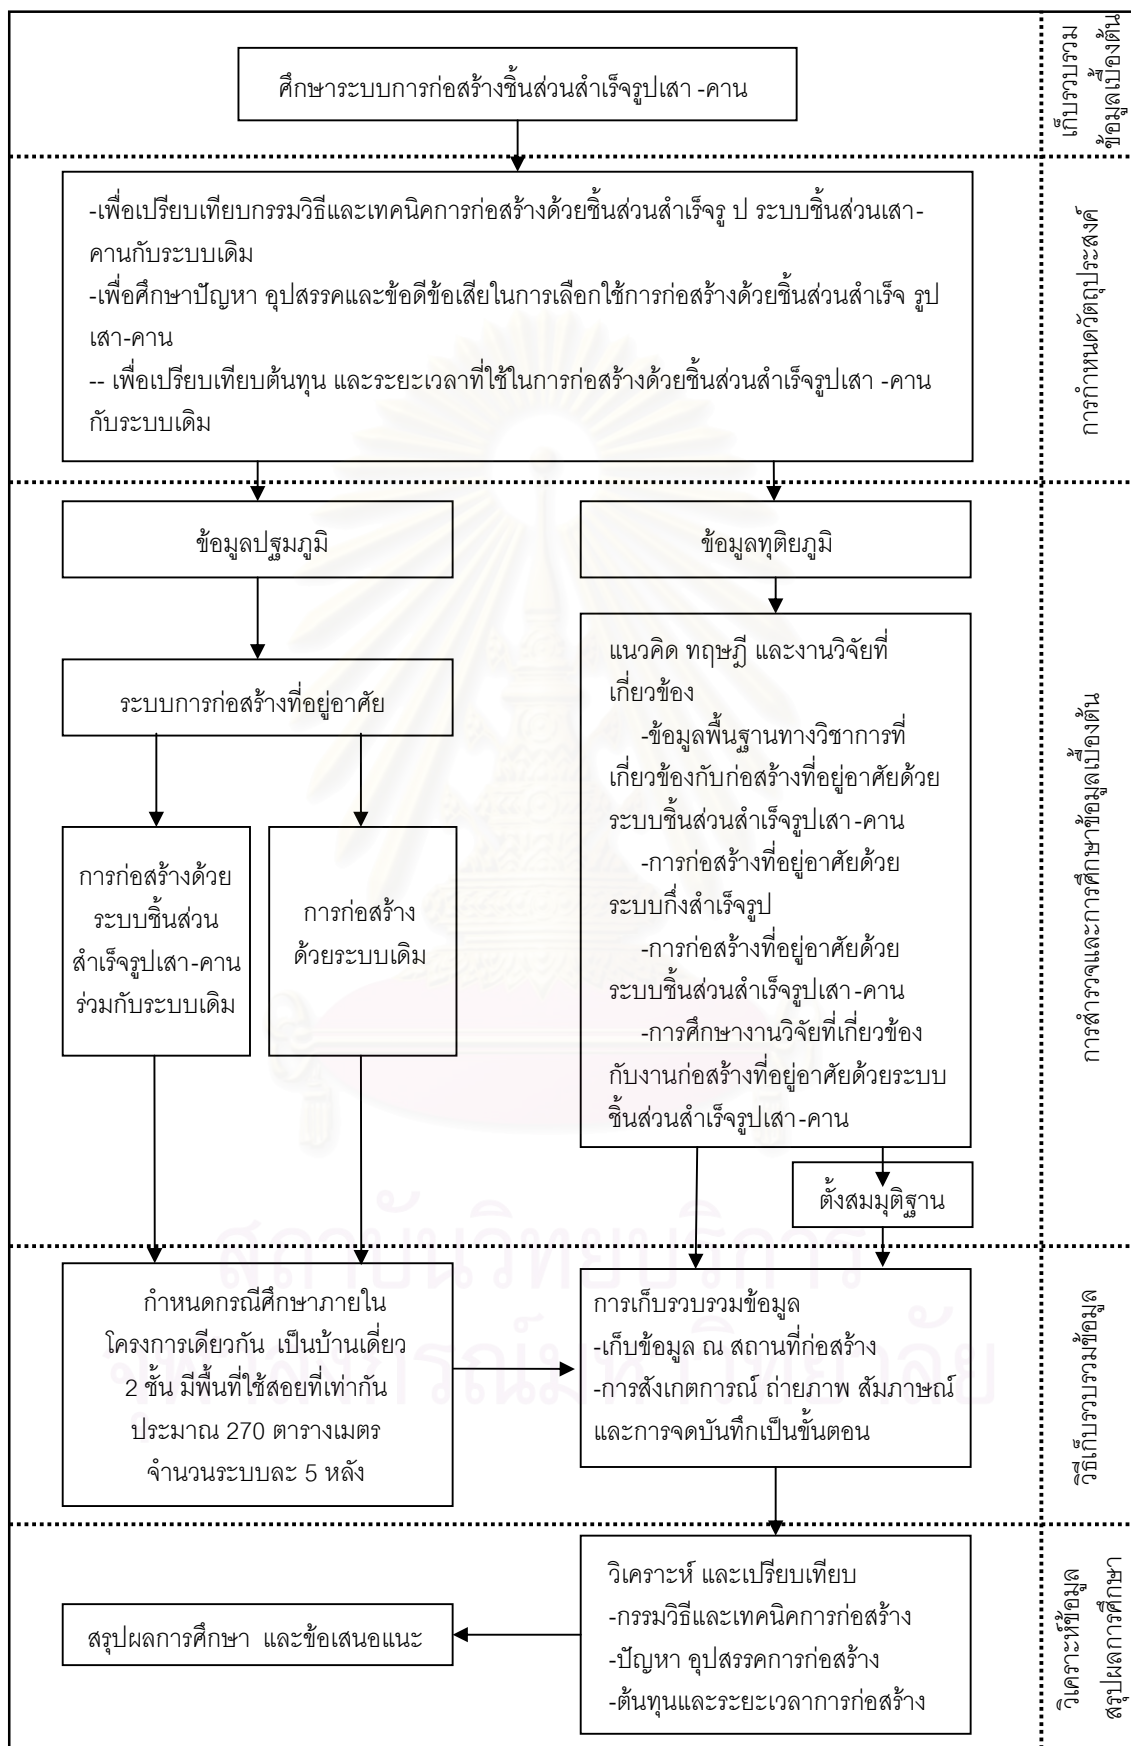 ศึกษาระบบการก่อสร้างชิ้นส่วนสำเร็จรูปเสา -คาน
เก็บรวบรวม
ข้อมูลเบื้องต้น
-เพื่อเปรียบเทียบกรรมวิธีและเทคนิคการก่อสร้างด้วยชิ้นส่วนสำเร็จรู ป ระบบชิ้นส่วนเสา-
คานกับระบบเดิม
-เพื่อศึกษาปัญหา อุปสรรคและข้อดีข้อเสียในการเลือกใช้การก่อสร้างด้วยชิ้นส่วนสำเร็จ รูป
เสา-คาน
-- เพื่อเปรียบเทียบต้นทุน และระยะเวลาที่ใช้ในการก่อสร้างด้วยชิ้นส่วนสำเร็จรูปเสา -คาน
กับระบบเดิม
การกำหนดวัตถุประสงค์
ข้อมูลปฐมภูมิ
ระบบการก่อสร้างที่อยู่อาศัย
การก่อสร้างด้วย
ระบบชิ้นส่วน
สำเร็จรูปเสา-คาน
ร่วมกับระบบเดิม
การก่อสร้าง
ด้วยระบบเดิม
ข้อมูลทุติยภูมิ
แนวคิด ทฤษฎี และงานวิจัยที่
เกี่ยวข้อง
-ข้อมูลพื้นฐานทางวิชาการที่
เกี่ยวข้องกับก่อสร้างที่อยู่อาศัยด้วย
ระบบชิ้นส่วนสำเร็จรูปเสา-คาน
-การก่อสร้างที่อยู่อาศัยด้วย
ระบบกึ่งสำเร็จรูป
-การก่อสร้างที่อยู่อาศัยด้วย
ระบบชิ้นส่วนสำเร็จรูปเสา-คาน
-การศึกษางานวิจัยที่เกี่ยวข้อง
กับงานก่อสร้างที่อยู่อาศัยด้วยระบบ
ชิ้นส่วนสำเร็จรูปเสา-คาน
ตั้งสมมุติฐาน
การสำรวจและการศึกษาข้อมูลเบื้องต้น
สถาบันวิทยบริการ
จุฬาลงกรณ์มหาวิทยาลัย
กำหนดกรณีศึกษาภายใน
โครงการเดียวกัน เป็นบ้านเดี่ยว
2 ชั้น มีพื้นที่ใช้สอยที่เท่ากัน
ประมาณ 270 ตารางเมตร
จำนวนระบบละ 5 หลัง
การเก็บรวบรวมข้อมูล
-เก็บข้อมูล ณ สถานที่ก่อสร้าง
-การสังเกตการณ์ ถ่ายภาพ สัมภาษณ์
และการจดบันทึกเป็นขั้นตอน
วิธีเก็บรวบรวมข้อมูล
วิเคราะห์ และเปรียบเทียบ
-กรรมวิธีและเทคนิคการก่อสร้าง
-ปัญหา อุปสรรคการก่อสร้าง
-ต้นทุนและระยะเวลาการก่อสร้าง
สรุปผลการศึกษา และข้อเสนอแนะ
วิเคราะห์ข้อมูล
สรุปผลการศึกษา